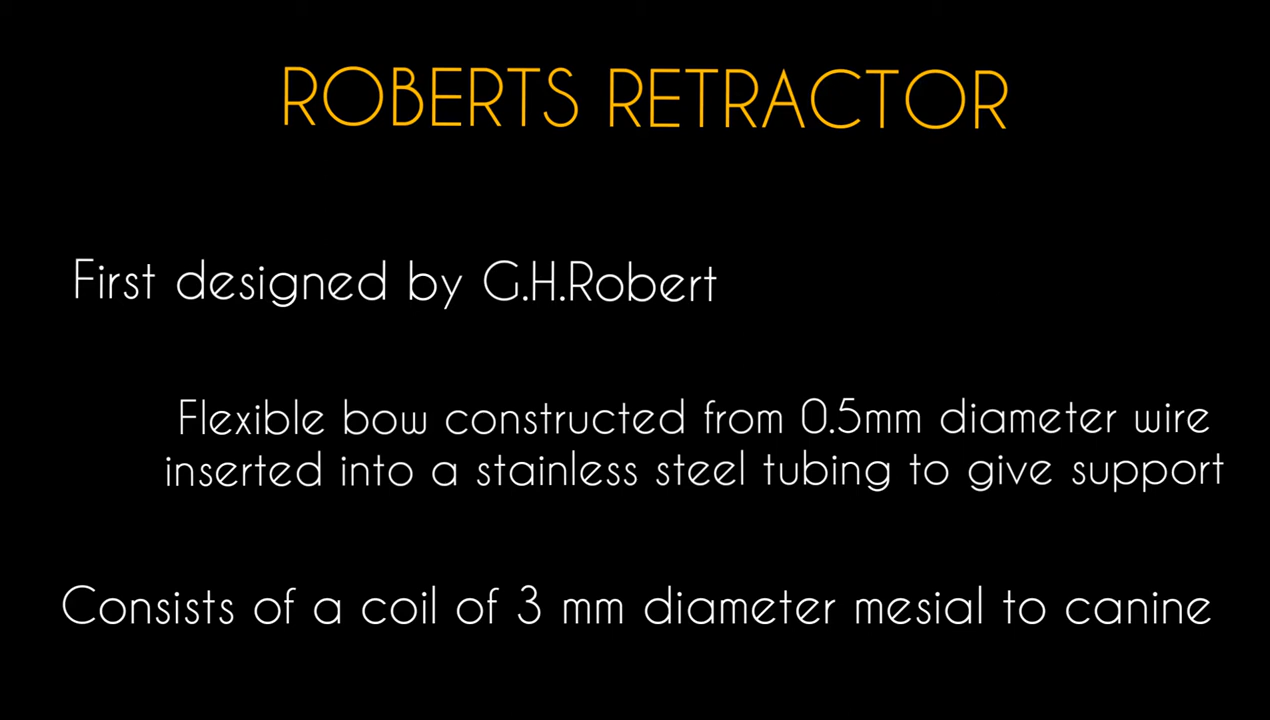 ROBERTS RETRACTOR
First designed by G.H.Robert
Flexible bow constructed from 0.5mm diameter wire
inserted into a stainless steel tubing to give support
Consists of a coil of 3 mm diameter mesial to canine